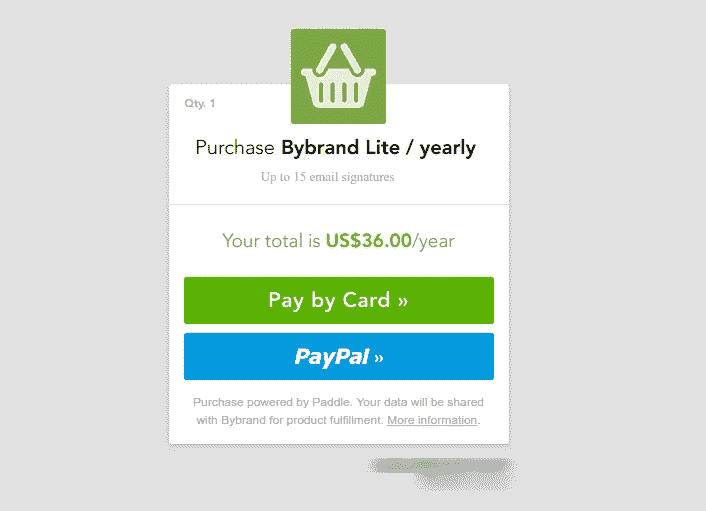 Qty. 1
Purchase Bybrand Lite / yearly
Up to 15 email signatures
Your total is US$36.00/year
Pay by Card »
PayPal »
Purchase powered by Paddle. Your data will be shared
with Bybrand for product fulfillment. More information.